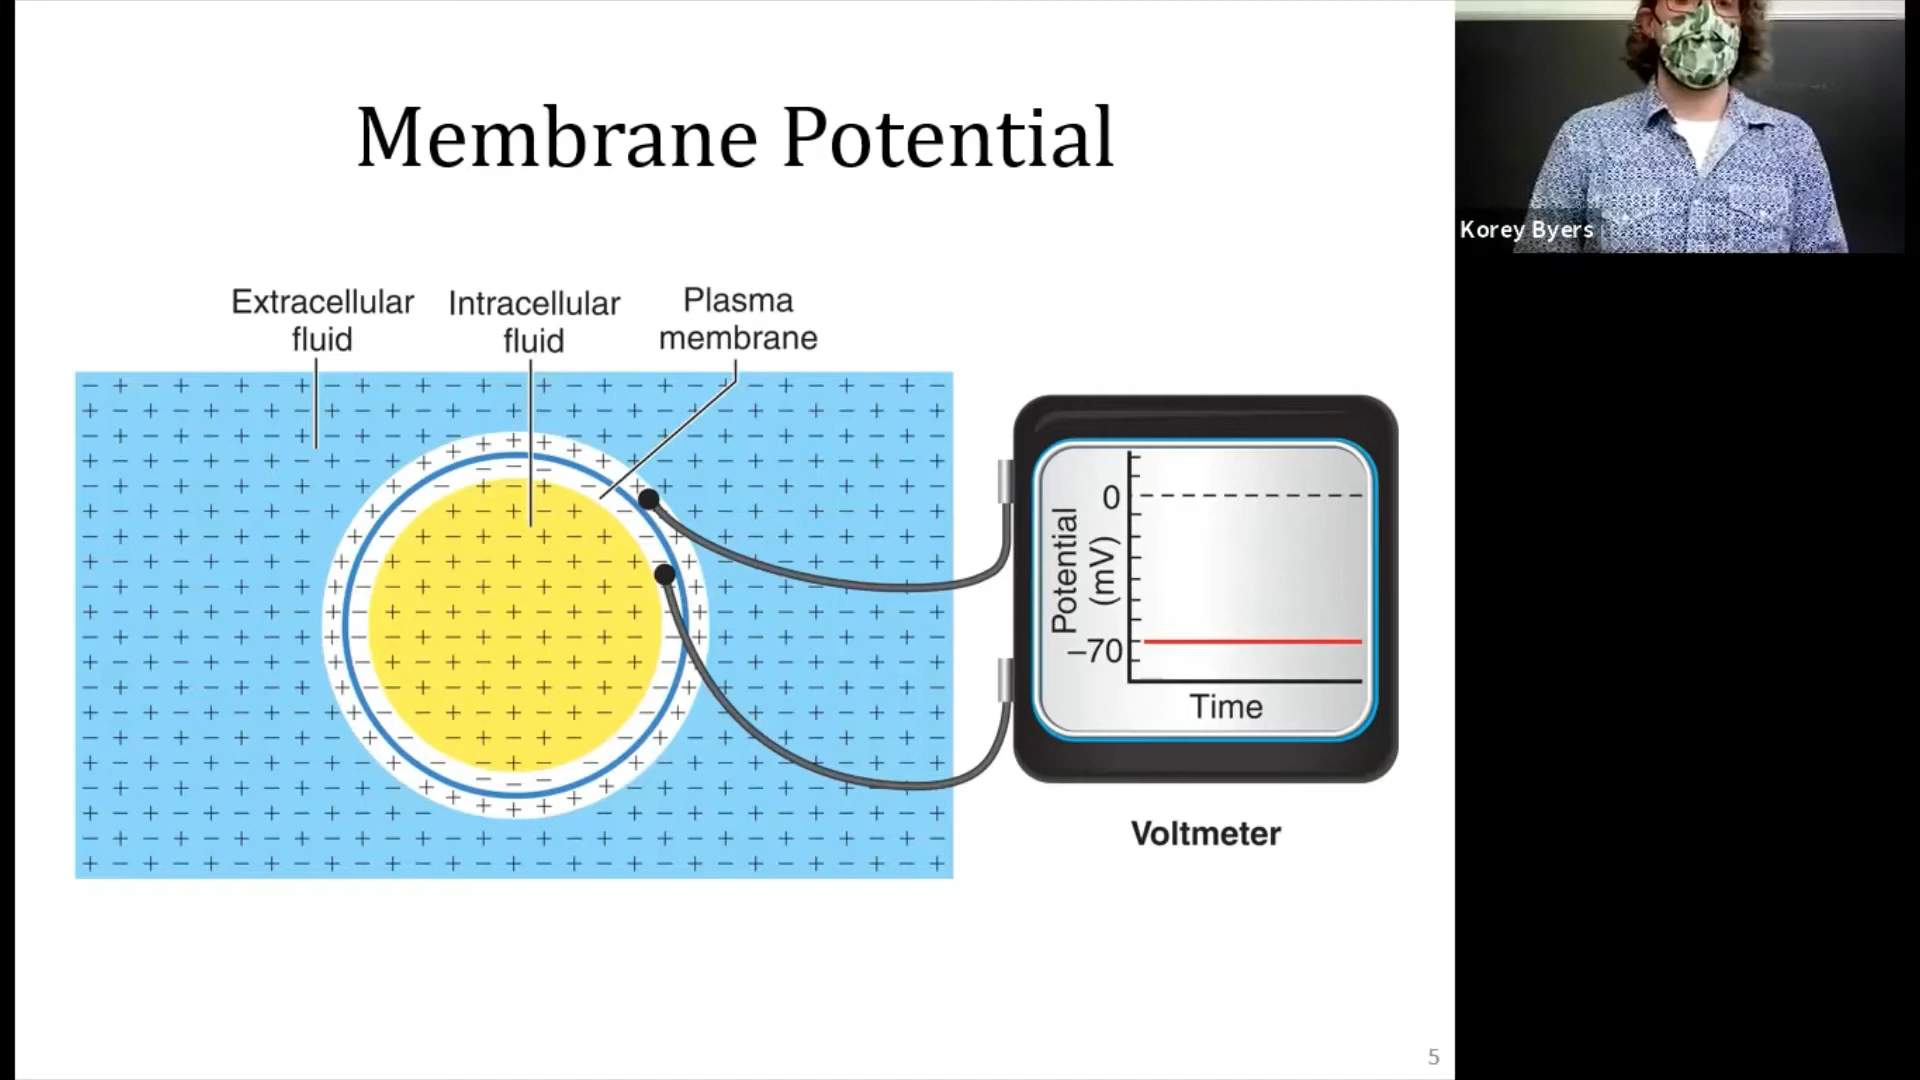 Membrane Potential
Korey Byers
Extracellular
fluid
Intracellular
fluid
Plasma
membrane
0
Potential
(mV)
–70
Time
Voltmeter
5